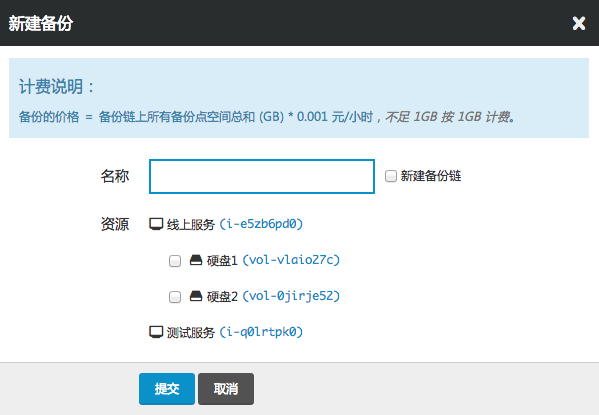 新建备份
计费说明：
备份的价格 = 备份链上所有备份点空间总和 (GB) * 0.001 元/小时，不足 1GB 按 1GB 计费。
名称 新建备份链
资源 线上服务 (i-e5zb6pd0)
硬盘1 (vol-vlaio27c)
硬盘2 (vol-0jirje52)
测试服务 (i-q0lrtpk0)
提交 取消